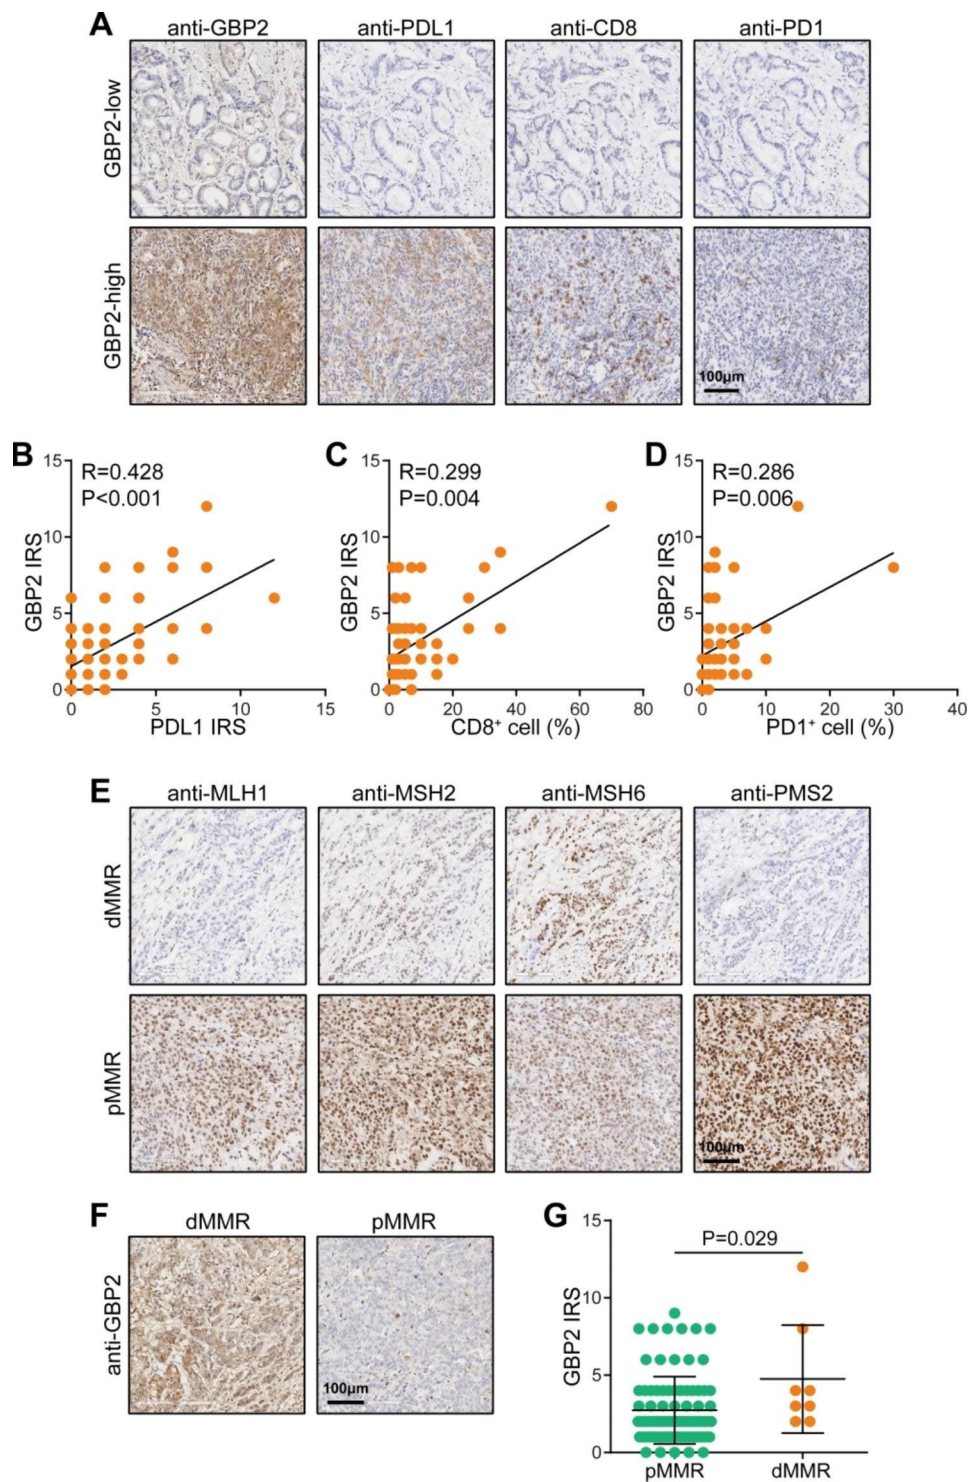 A
anti-GBP2 anti-PDL1 anti-CD8 anti-PD1
GBP2-low
GBP2-high
100μm
B
R=0.428
P<0.001
GBP2 IRS
15
10
5
0
0 5 10 15
PDL1 IRS
C
R=0.299
P=0.004
GBP2 IRS
15
10
5
0
0 20 40 60 80
CD8⁺ cell (%)
D
R=0.286
P=0.006
GBP2 IRS
15
10
5
0
0 10 20 30 40
PD1⁺ cell (%)
E
anti-MLH1 anti-MSH2 anti-MSH6 anti-PMS2
dMMR
pMMR
100μm
F
dMMR pMMR
anti-GBP2
100μm
G
P=0.029
GBP2 IRS
15
10
5
0
pMMR dMMR